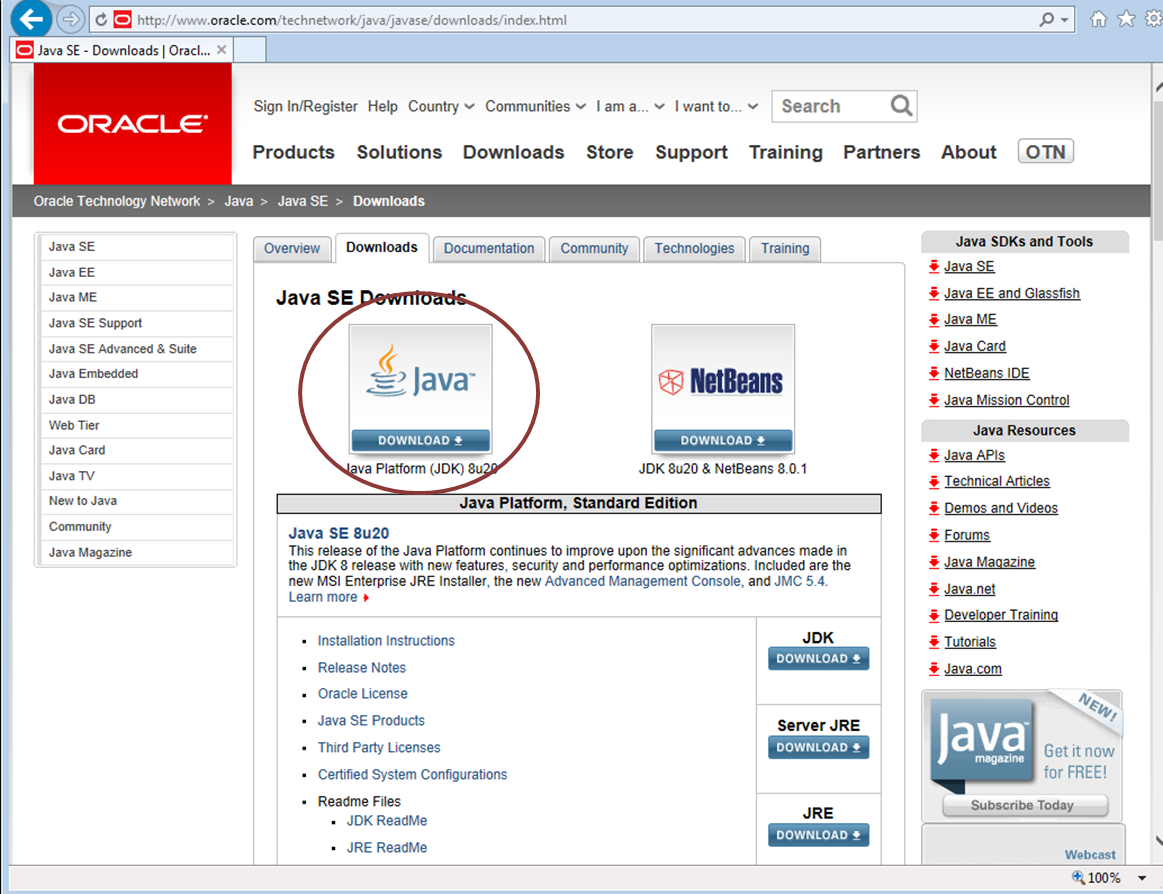 http://www.oracle.com/technetwork/java/javase/downloads/index.html
Java SE - Downloads | Oracl...
ORACLE
Sign In/Register Help Country Communities I am a... I want to... Search
Products Solutions Downloads Store Support Training Partners About OTN
Oracle Technology Network > Java > Java SE > Downloads
Java SE
Java EE
Java ME
Java SE Support
Java SE Advanced & Suite
Java Embedded
Java DB
Web Tier
Java Card
Java TV
New to Java
Community
Java Magazine
Overview Downloads Documentation Community Technologies Training
Java SE Downloads
Java™
DOWNLOAD
Java Platform (JDK) 8u20
NetBeans
DOWNLOAD
JDK 8u20 & NetBeans 8.0.1
Java Platform, Standard Edition
Java SE 8u20
This release of the Java Platform continues to improve upon the significant advances made in
the JDK 8 release with new features, security and performance optimizations. Included are the
new MSI Enterprise JRE Installer, the new Advanced Management Console, and JMC 5.4.
Learn more
Installation Instructions
Release Notes
Oracle License
Java SE Products
Third Party Licenses
Certified System Configurations
Readme Files
JDK ReadMe
JRE ReadMe
JDK
DOWNLOAD
Server JRE
DOWNLOAD
JRE
DOWNLOAD
Java SDKs and Tools
Java SE
Java EE and Glassfish
Java ME
Java Card
NetBeans IDE
Java Mission Control
Java Resources
Java APIs
Technical Articles
Demos and Videos
Forums
Java Magazine
Java.net
Developer Training
Tutorials
Java.com
NEW!
Java™
magazine
Get it now
for FREE!
Subscribe Today
Webcast
100%